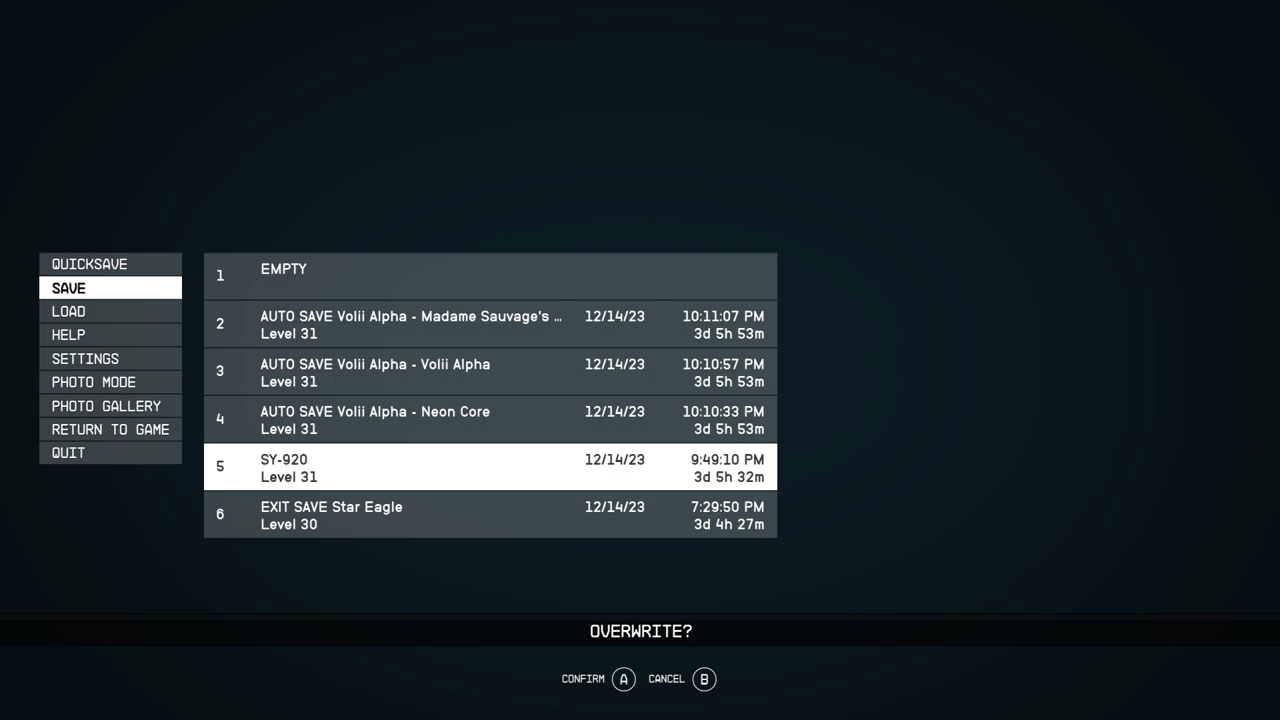 QUICKSAVE
SAVE
LOAD
HELP
SETTINGS
PHOTO MODE
PHOTO GALLERY
RETURN TO GAME
QUIT
1 EMPTY
2 AUTO SAVE Volii Alpha - Madame Sauvage's ... 12/14/23 10:11:07 PM
Level 31 3d 5h 53m
3 AUTO SAVE Volii Alpha - Volii Alpha 12/14/23 10:10:57 PM
Level 31 3d 5h 53m
4 AUTO SAVE Volii Alpha - Neon Core 12/14/23 10:10:33 PM
Level 31 3d 5h 53m
5 SY-920 12/14/23 9:49:10 PM
Level 31 3d 5h 32m
6 EXIT SAVE Star Eagle 12/14/23 7:29:50 PM
Level 30 3d 4h 27m
OVERWRITE?
CONFIRM A CANCEL B